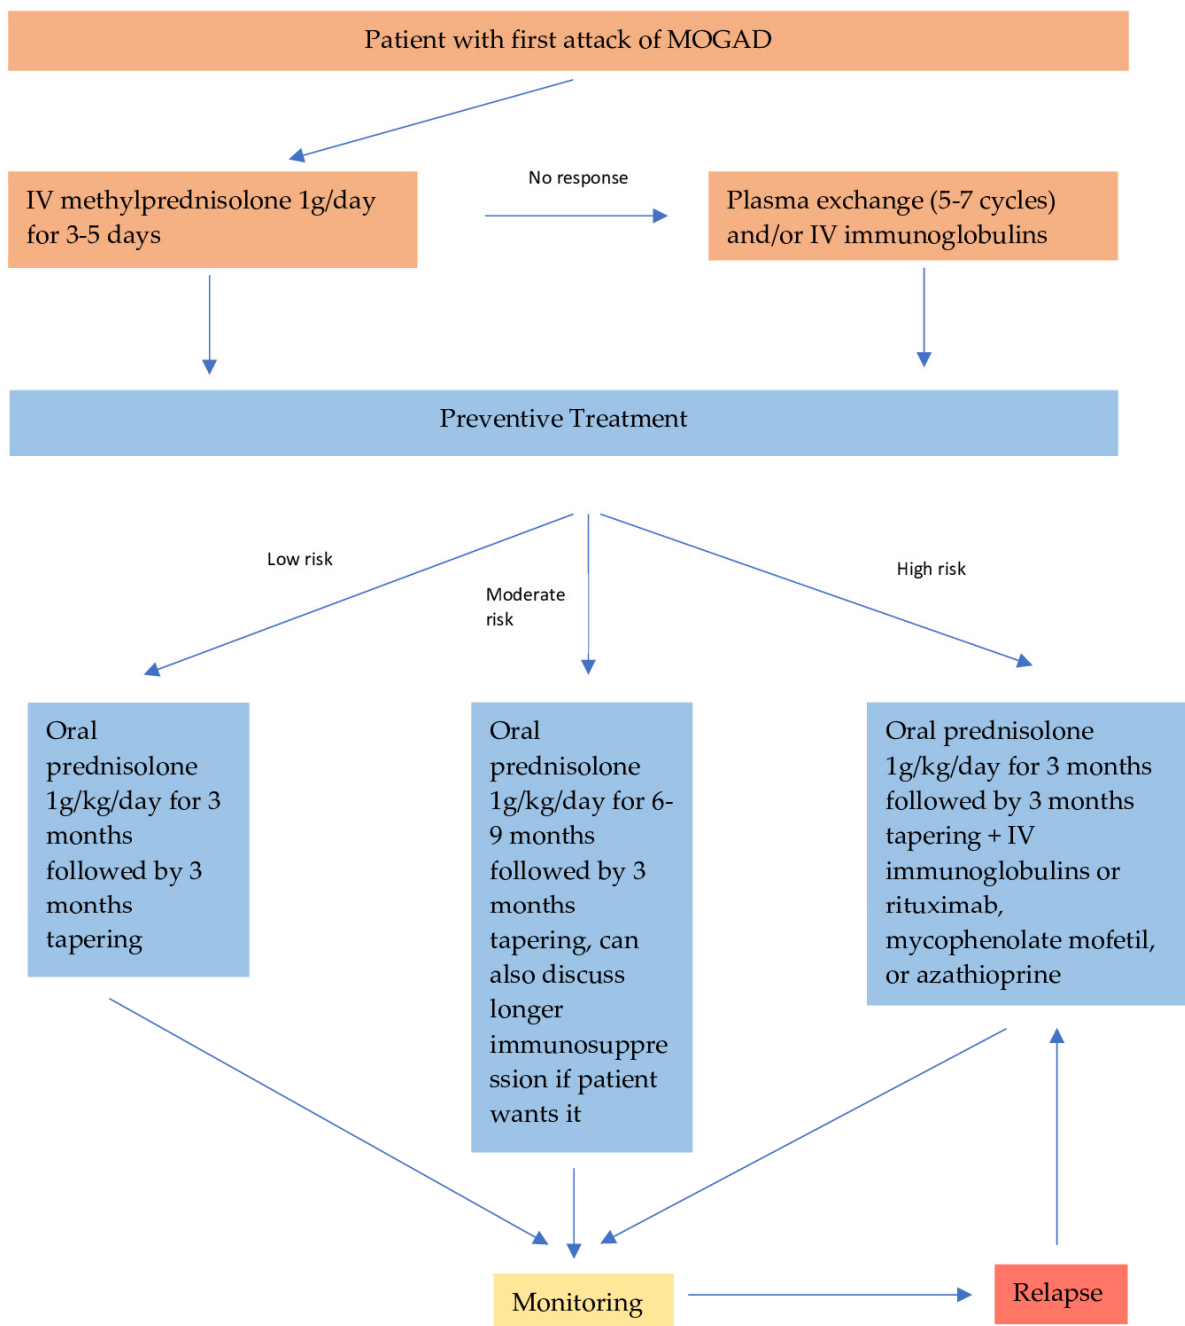 Patient with first attack of MOGAD
IV methylprednisolone 1g/day
for 3-5 days
No response
Plasma exchange (5-7 cycles)
and/or IV immunoglobulins
Preventive Treatment
Low risk
Moderate
risk
High risk
Oral
prednisolone
1g/kg/day for 3
months
followed by 3
months
tapering
Oral
prednisolone
1g/kg/day for 6-
9 months
followed by 3
months
tapering, can
also discuss
longer
immunosuppre
ssion if patient
wants it
Oral prednisolone
1g/kg/day for 3 months
followed by 3 months
tapering + IV
immunoglobulins or
rituximab,
mycophenolate mofetil,
or azathioprine
Monitoring
Relapse